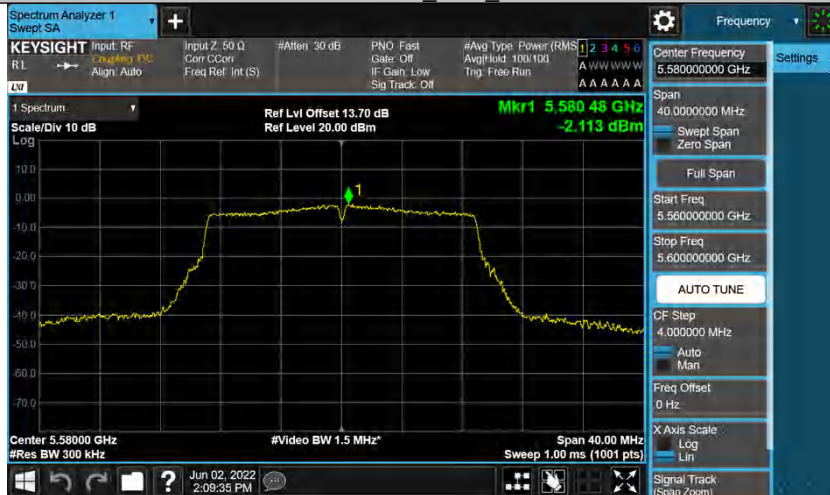 Spectrum Analyzer 1
Swept SA
+
Frequency
KEYSIGHT
Input: RF
Input Z: 50 Ω
#Atten: 30 dB
PNO: Fast
#Avg Type: Power (RMS
1 2 3 4 5 6
RL
Coupling: DC
Corr CCorr
Gate: Off
Avg|Hold: 100/100
A W W W W W
Align: Auto
Freq Ref: Int (S)
IF Gain: Low
Trig: Free Run
Sig Track: Off
A A A A A A
LXI
Center Frequency
5.580000000 GHz
Settings
Span
40.0000000 MHz
Swept Span
Zero Span
Full Span
Start Freq
5.560000000 GHz
Stop Freq
5.600000000 GHz
AUTO TUNE
CF Step
4.000000 MHz
Auto
Man
Freq Offset
0 Hz
X Axis Scale
Log
Lin
Signal Track
(Span Zoom)
1 Spectrum
Scale/Div 10 dB
Ref Lvl Offset 13.70 dB
Ref Level 20.00 dBm
Mkr1 5.580 48 GHz
-2.113 dBm
Log
10.0
0.00
-10.0
-20.0
-30.0
-40.0
-50.0
-60.0
-70.0
1
Center 5.58000 GHz
#Video BW 1.5 MHz*
Span 40.00 MHz
#Res BW 300 kHz
Sweep 1.00 ms (1001 pts)
?
Jun 02, 2022
2:09:35 PM